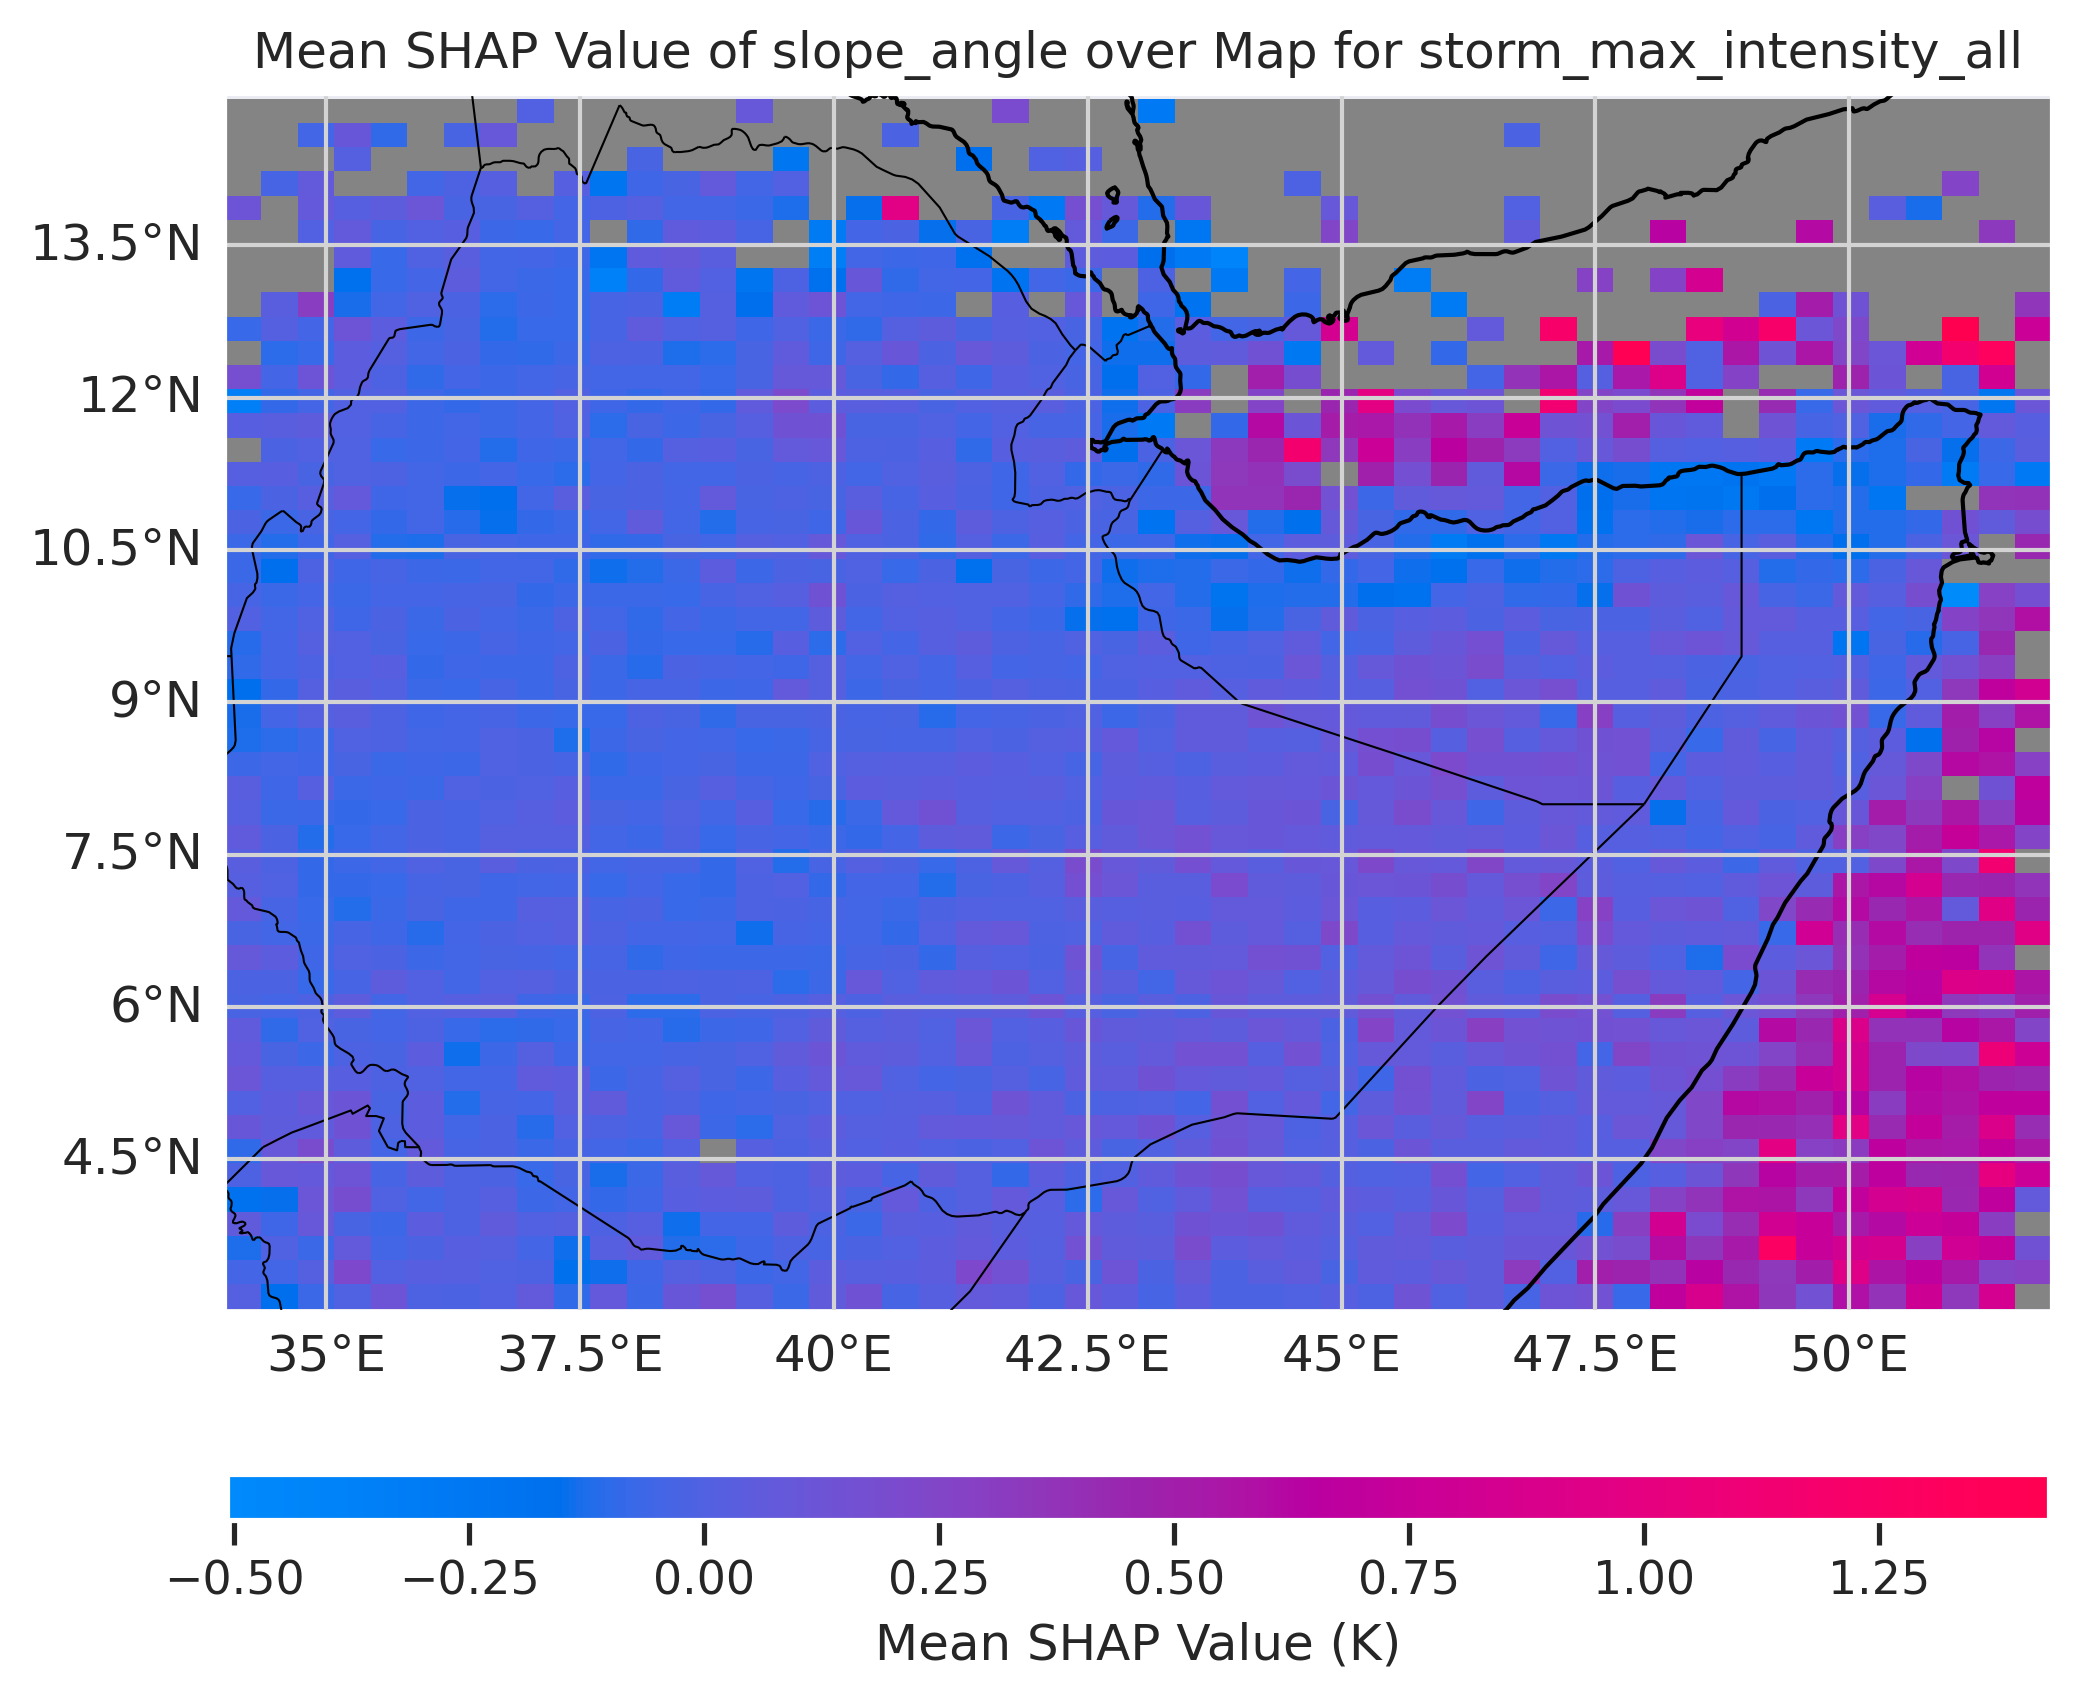 Mean SHAP Value of slope_angle over Map for storm_max_intensity_all
13.5°N
12°N
10.5°N
9°N
7.5°N
6°N
4.5°N
35°E 37.5°E 40°E 42.5°E 45°E 47.5°E 50°E
−0.50 −0.25 0.00 0.25 0.50 0.75 1.00 1.25
Mean SHAP Value (K)